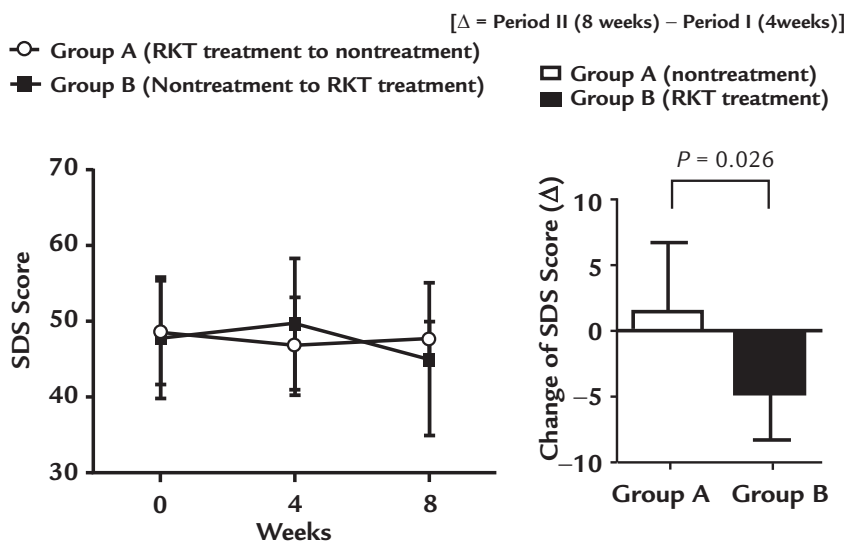 [Δ = Period II (8 weeks) – Period I (4weeks)]
Group A (RKT treatment to nontreatment)
Group B (Nontreatment to RKT treatment)
Group A (nontreatment)
Group B (RKT treatment)
70
60
50
40
30
SDS Score
0
4
8
Weeks
P = 0.026
10
5
0
–5
–10
Change of SDS Score (Δ)
Group A
Group B